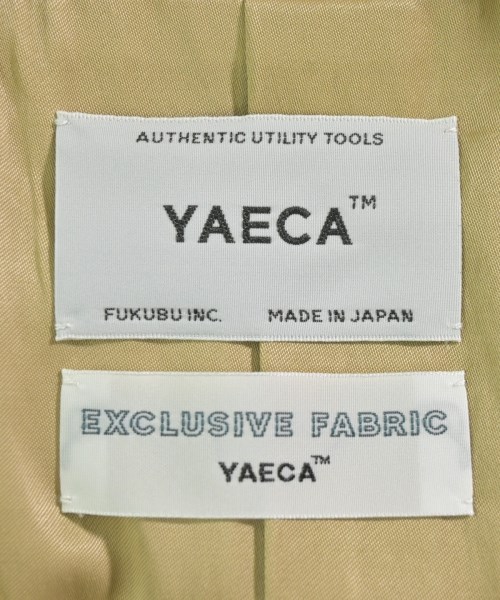 AUTHENTIC UTILITY TOOLS
YAECA™
FUKUBU INC. MADE IN JAPAN
EXCLUSIVE FABRIC
YAECA™